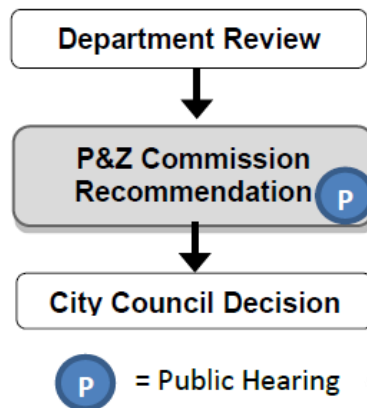 Department Review
P&Z Commission
Recommendation
P
City Council Decision
P = Public Hearing